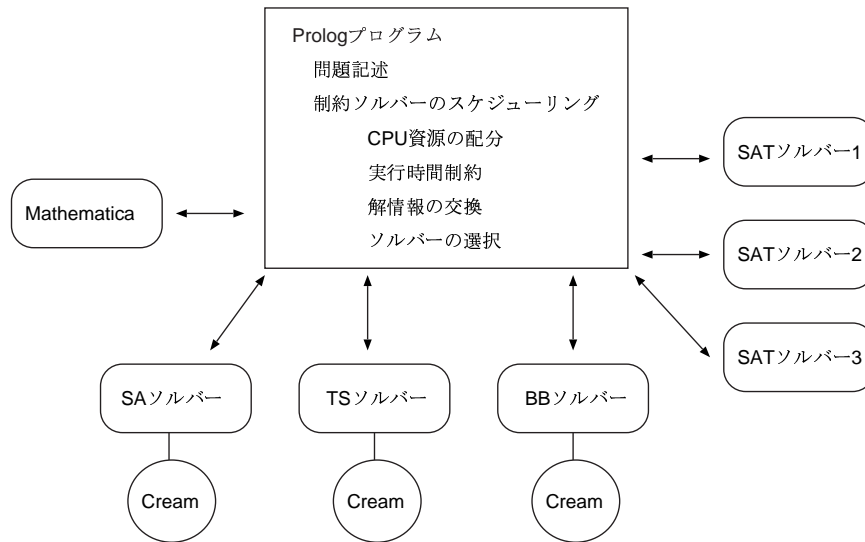 Prologプログラム
問題記述
制約ソルバーのスケジューリング
CPU資源の配分
実行時間制約
解情報の交換
ソルバーの選択
Mathematica
SATソルバー1
SATソルバー2
SATソルバー3
SAソルバー
TSソルバー
BBソルバー
Cream
Cream
Cream